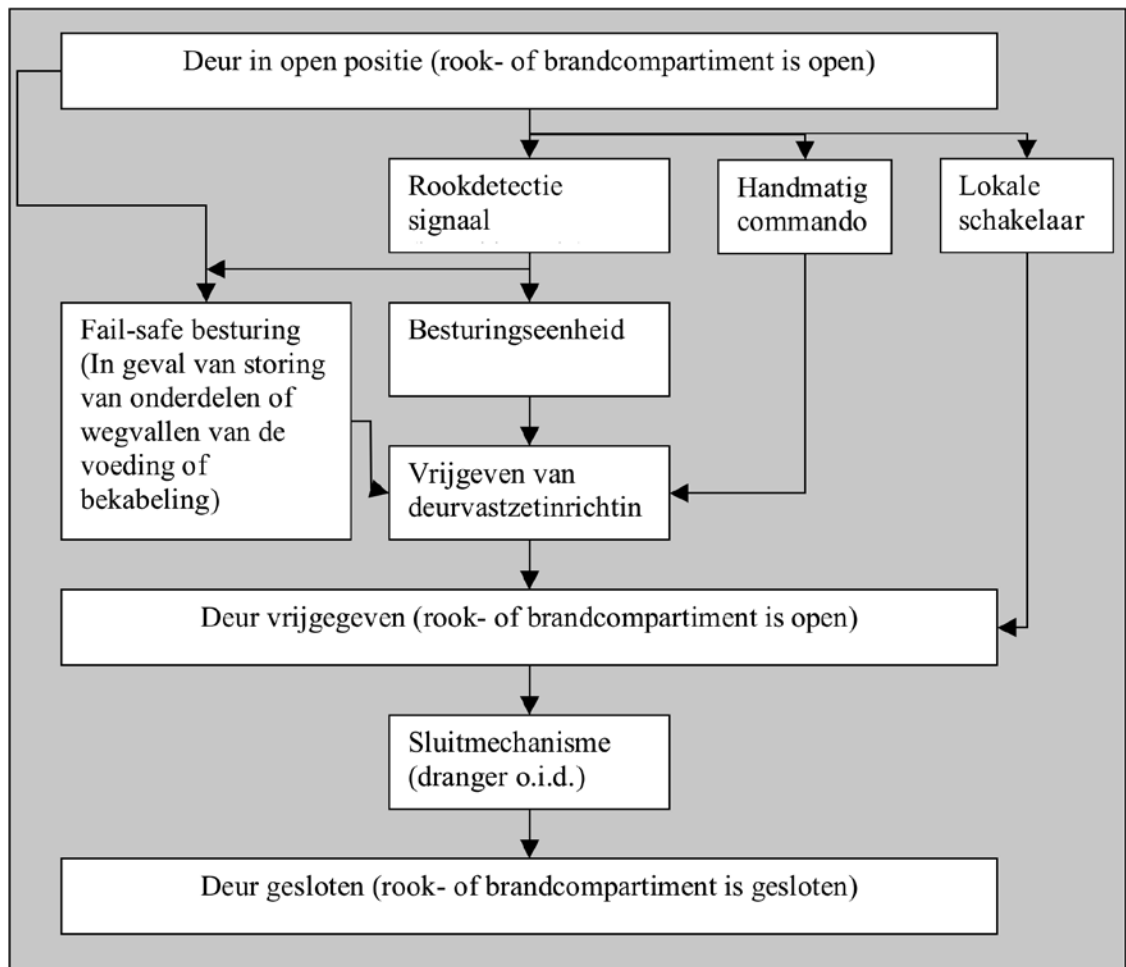 Deur in open positie (rook- of brandcompartiment is open)
Rookdetectie
signaal
Handmatig
commando
Lokale
schakelaar
Fail-safe besturing
(In geval van storing
van onderdelen of
wegvallen van de
voeding of
bekabeling)
Besturingseenheid
Vrijgeven van
deurvastzetinrichtin
Deur vrijgegeven (rook- of brandcompartiment is open)
Sluitmechanisme
(dranger o.i.d.)
Deur gesloten (rook- of brandcompartiment is gesloten)